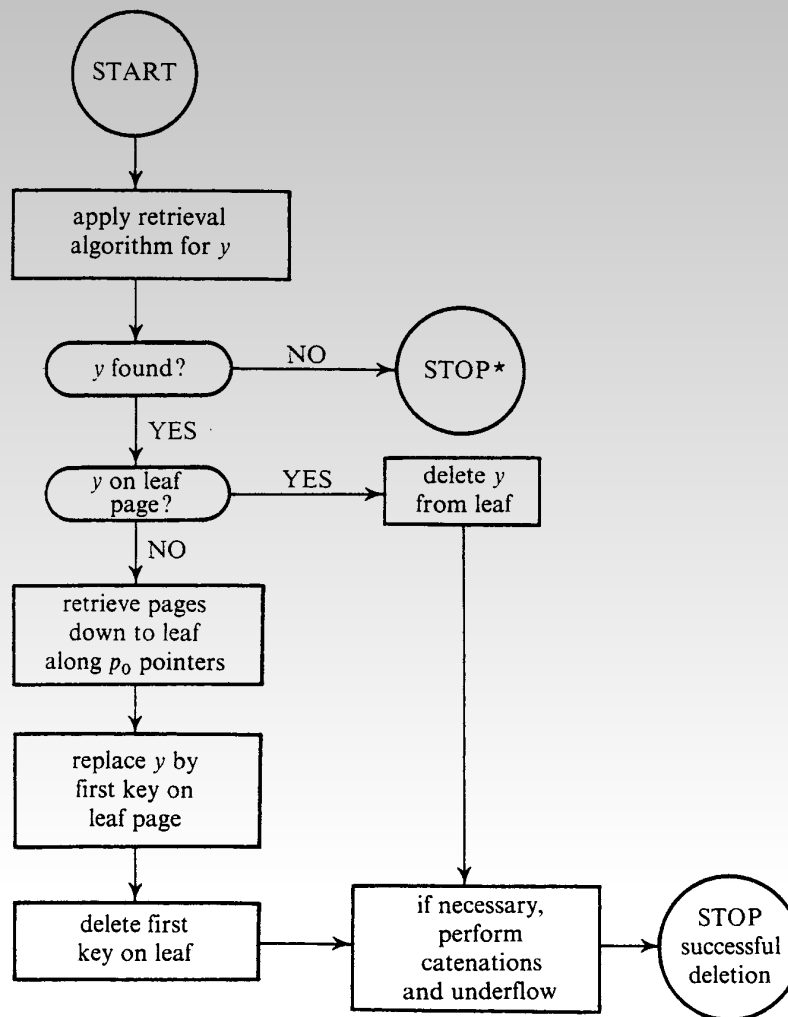 START
apply retrieval
algorithm for y
y found?
NO
STOP*
YES
y on leaf
page?
YES
delete y
from leaf
NO
retrieve pages
down to leaf
along p₀ pointers
replace y by
first key on
leaf page
delete first
key on leaf
if necessary,
perform
catenations
and underflow
STOP
successful
deletion